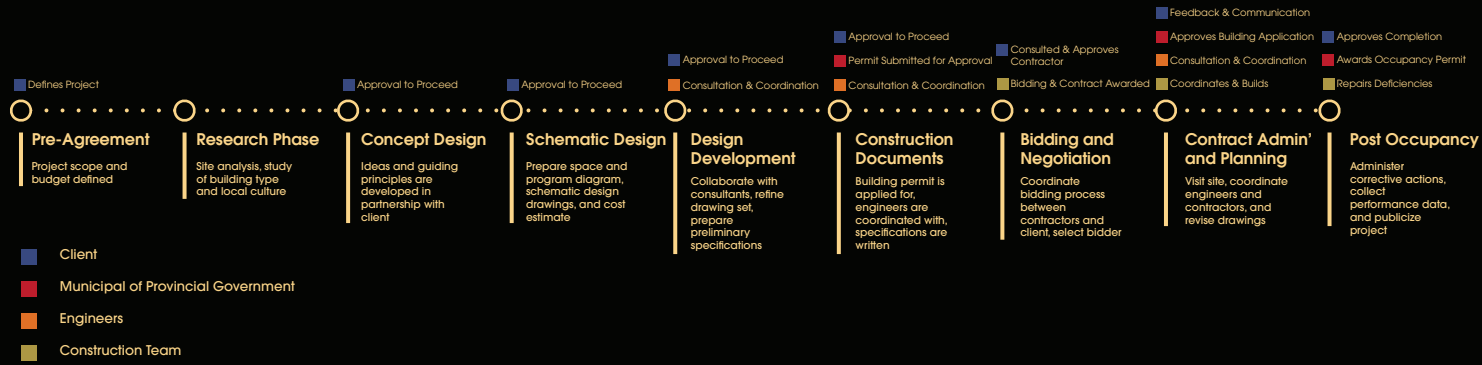 Defines Project
Pre-Agreement
Project scope and
budget defined
Research Phase
Site analysis, study
of building type
and local culture
Approval to Proceed
Concept Design
Ideas and guiding
principles are
developed in
partnership with
client
Approval to Proceed
Schematic Design
Prepare space and
program diagram,
schematic design
drawings, and cost
estimate
Approval to Proceed
Consultation & Coordination
Design
Development
Collaborate with
consultants, refine
drawing set,
prepare
preliminary
specifications
Approval to Proceed
Permit Submitted for Approval
Consultation & Coordination
Construction
Documents
Building permit is
applied for,
engineers are
coordinated with,
specifications are
written
Consulted & Approves
Contractor
Bidding & Contract Awarded
Bidding and
Negotiation
Coordinate
bidding process
between
contractors and
client, select bidder
Feedback & Communication
Approves Building Application
Consultation & Coordination
Coordinates & Builds
Contract Admin'
and Planning
Visit site, coordinate
engineers and
contractors, and
revise drawings
Approves Completion
Awards Occupancy Permit
Repairs Deficiencies
Post Occupancy
Administer
corrective actions,
collect
performance data,
and publicize
project
Client
Municipal of Provincial Government
Engineers
Construction Team